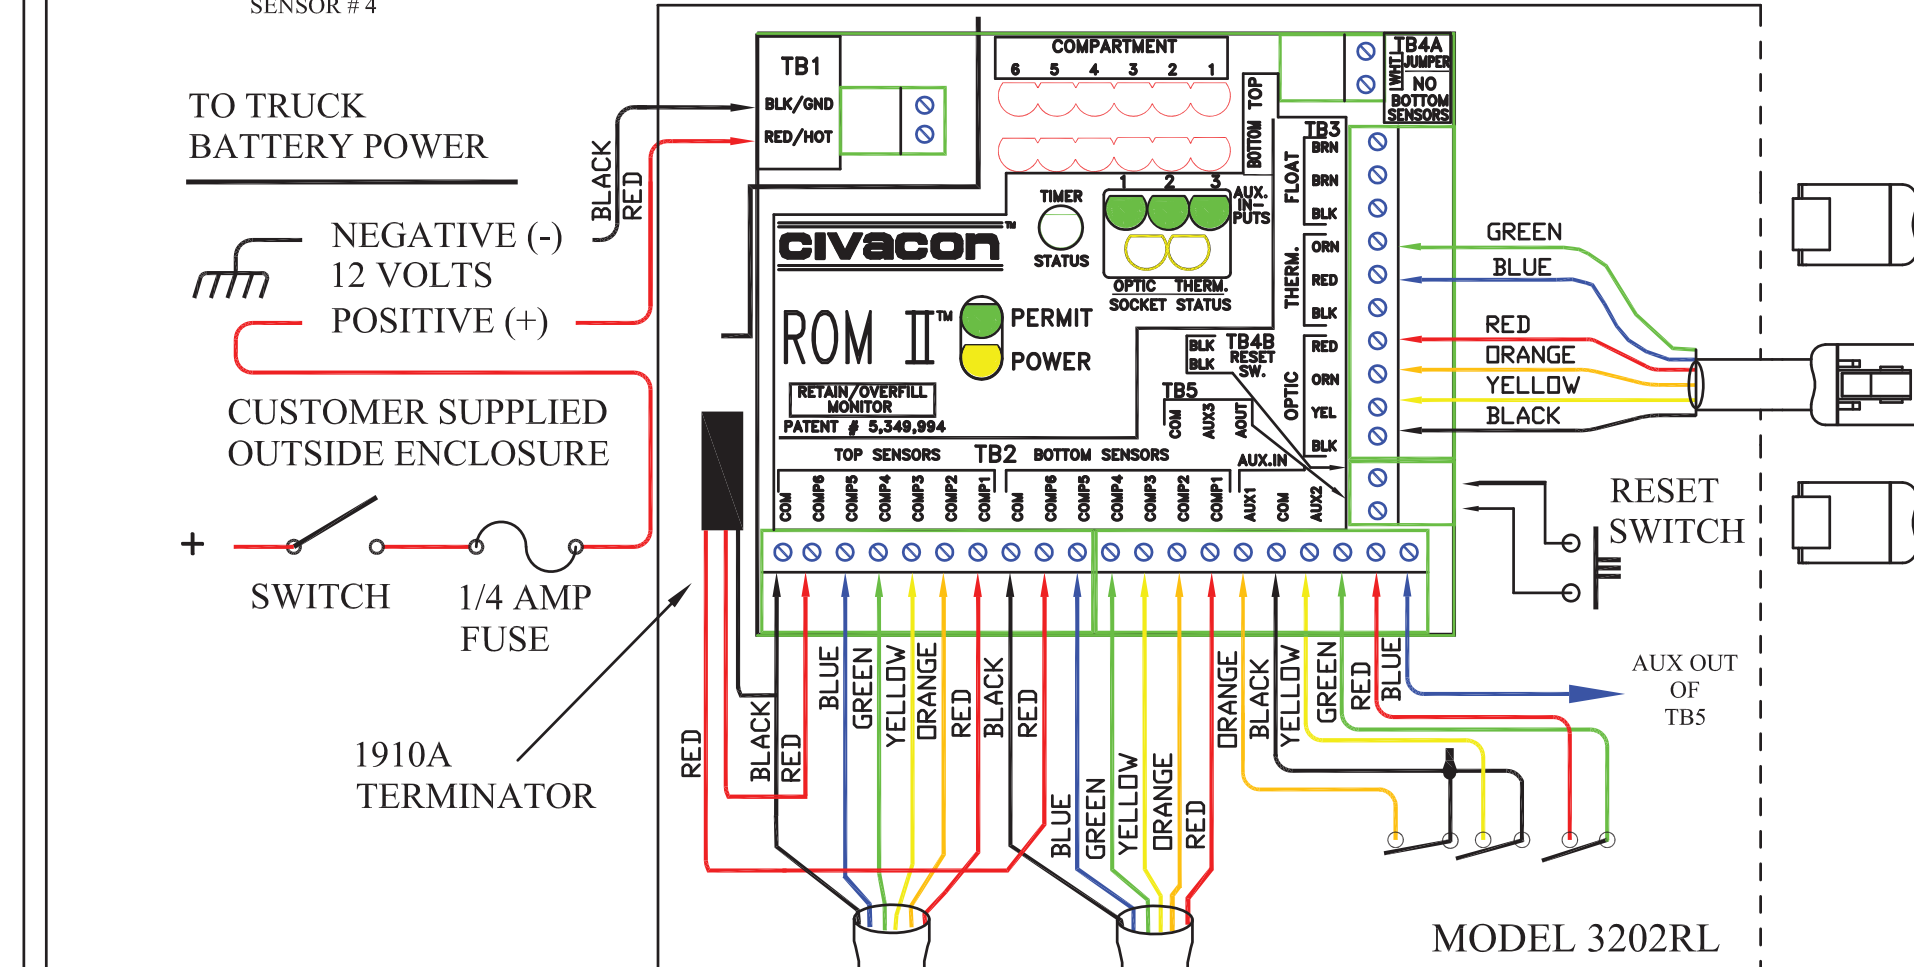 SENSOR # 4
TO TRUCK
BATTERY POWER
NEGATIVE (-)
12 VOLTS
POSITIVE (+)
BLACK
RED
CUSTOMER SUPPLIED
OUTSIDE ENCLOSURE
+
SWITCH
1/4 AMP
FUSE
1910A
TERMINATOR
TB1
BLK/GND
RED/HOT
COMPARTMENT
6 5 4 3 2 1
BOTTOM TOP
TB4A
WHT
JUMPER
NO
BOTTOM
SENSORS
TB3
BRN
BRN
BLK
FLOAT
ORN
RED
BLK
THERM.
RED
ORN
YEL
BLK
OPTIC
TIMER
STATUS
1 2 3
AUX.
IN-
PUTS
OPTIC THERM.
SOCKET STATUS
civacon™
ROM II™
PERMIT
POWER
RETAIN/OVERFILL
MONITOR
PATENT # 5,349,994
BLK
BLK
TB4B
RESET
SW.
TB5
COM
AUX3
AOUT
TOP SENSORS
TB2
BOTTOM SENSORS
AUX.IN
COM
COMP6
COMP5
COMP4
COMP3
COMP2
COMP1
COM
COMP6
COMP5
COMP4
COMP3
COMP2
COMP1
AUX1
COM
AUX2
GREEN
BLUE
RED
ORANGE
YELLOW
BLACK
RESET
SWITCH
AUX OUT
OF
TB5
RED
BLACK
RED
BLUE
GREEN
YELLOW
ORANGE
RED
BLACK
RED
BLUE
GREEN
YELLOW
ORANGE
RED
ORANGE
BLACK
YELLOW
GREEN
RED
BLUE
MODEL 3202RL